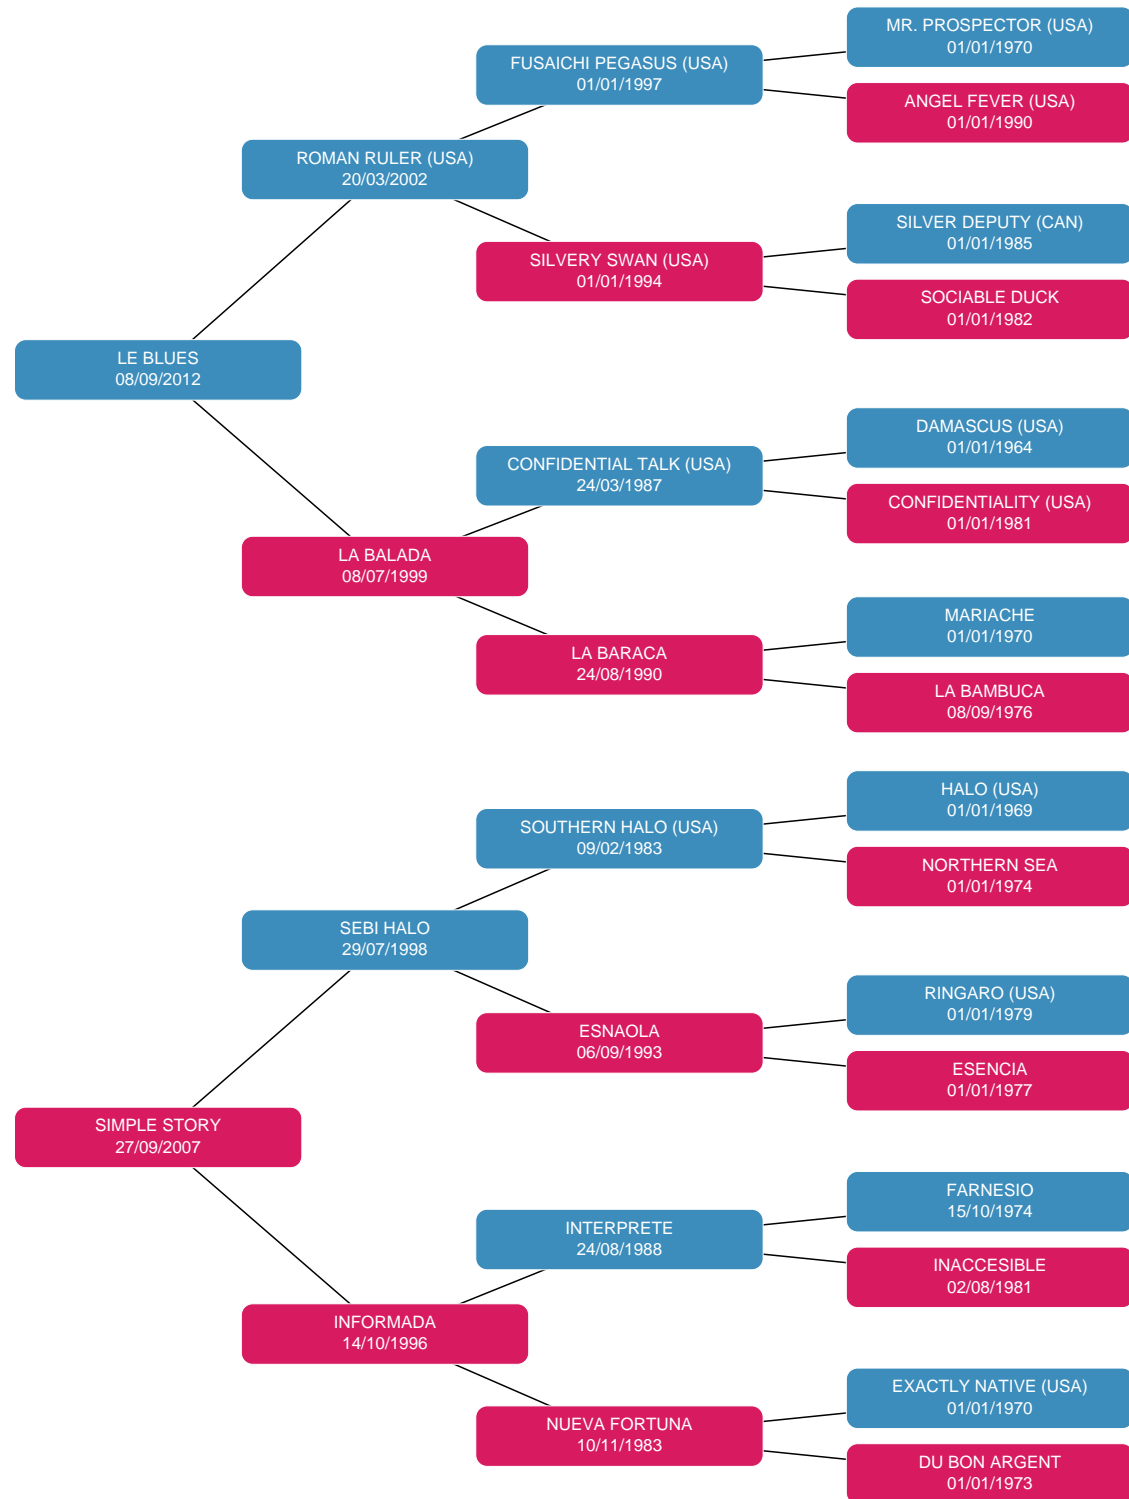 MR. PROSPECTOR (USA)
01/01/1970
FUSAICHI PEGASUS (USA)
01/01/1997
ANGEL FEVER (USA)
01/01/1990
ROMAN RULER (USA)
20/03/2002
SILVER DEPUTY (CAN)
01/01/1985
SILVERY SWAN (USA)
01/01/1994
SOCIABLE DUCK
01/01/1982
LE BLUES
08/09/2012
DAMASCUS (USA)
01/01/1964
CONFIDENTIAL TALK (USA)
24/03/1987
CONFIDENTIALITY (USA)
01/01/1981
LA BALADA
08/07/1999
MARIACHE
01/01/1970
LA BARACA
24/08/1990
LA BAMBUCA
08/09/1976
HALO (USA)
01/01/1969
SOUTHERN HALO (USA)
09/02/1983
NORTHERN SEA
01/01/1974
SEBI HALO
29/07/1998
RINGARO (USA)
01/01/1979
ESNAOLA
06/09/1993
ESENCIA
01/01/1977
SIMPLE STORY
27/09/2007
FARNESIO
15/10/1974
INTERPRETE
24/08/1988
INACCESIBLE
02/08/1981
INFORMADA
14/10/1996
EXACTLY NATIVE (USA)
01/01/1970
NUEVA FORTUNA
10/11/1983
DU BON ARGENT
01/01/1973